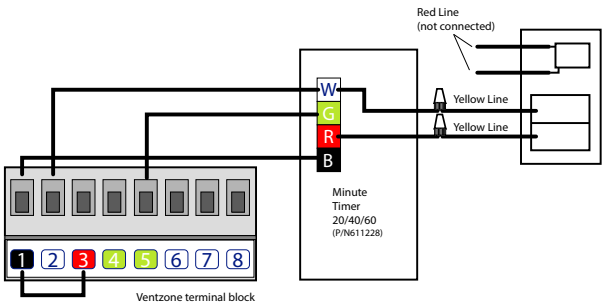 Red Line
(not connected)
W
G
R
B
Yellow Line
Yellow Line
Minute
Timer
20/40/60
(P/N611228)
1 2 3 4 5 6 7 8
Ventzone terminal block